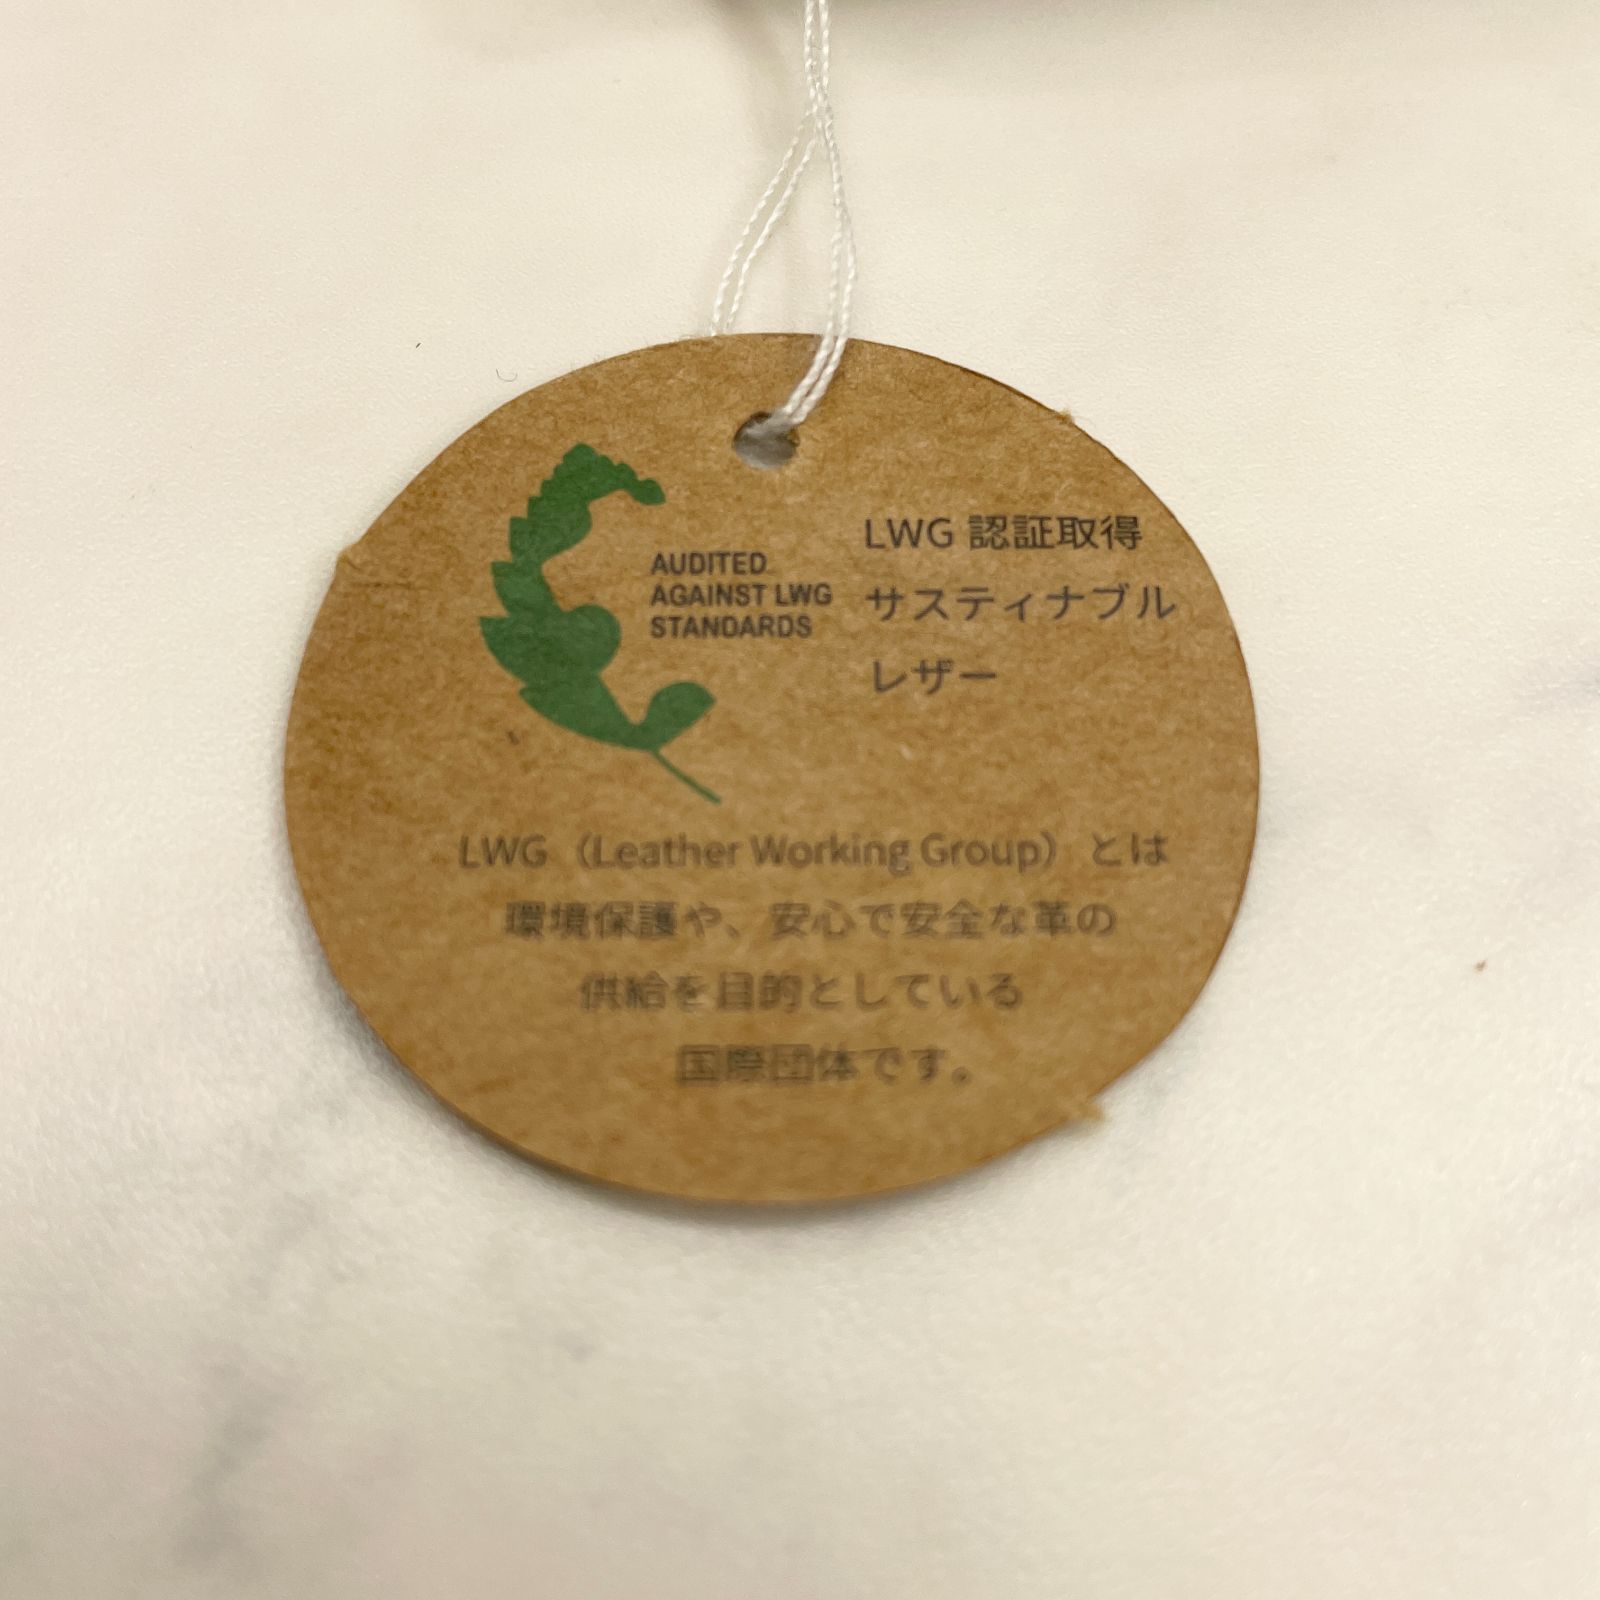 AUDITED
AGAINST LWG
STANDARDS
LWG 認証取得
サスティナブル
レザー
LWG（Leather Working Group）とは
環境保護や、安心で安全な革の
供給を目的としている
国際団体です。